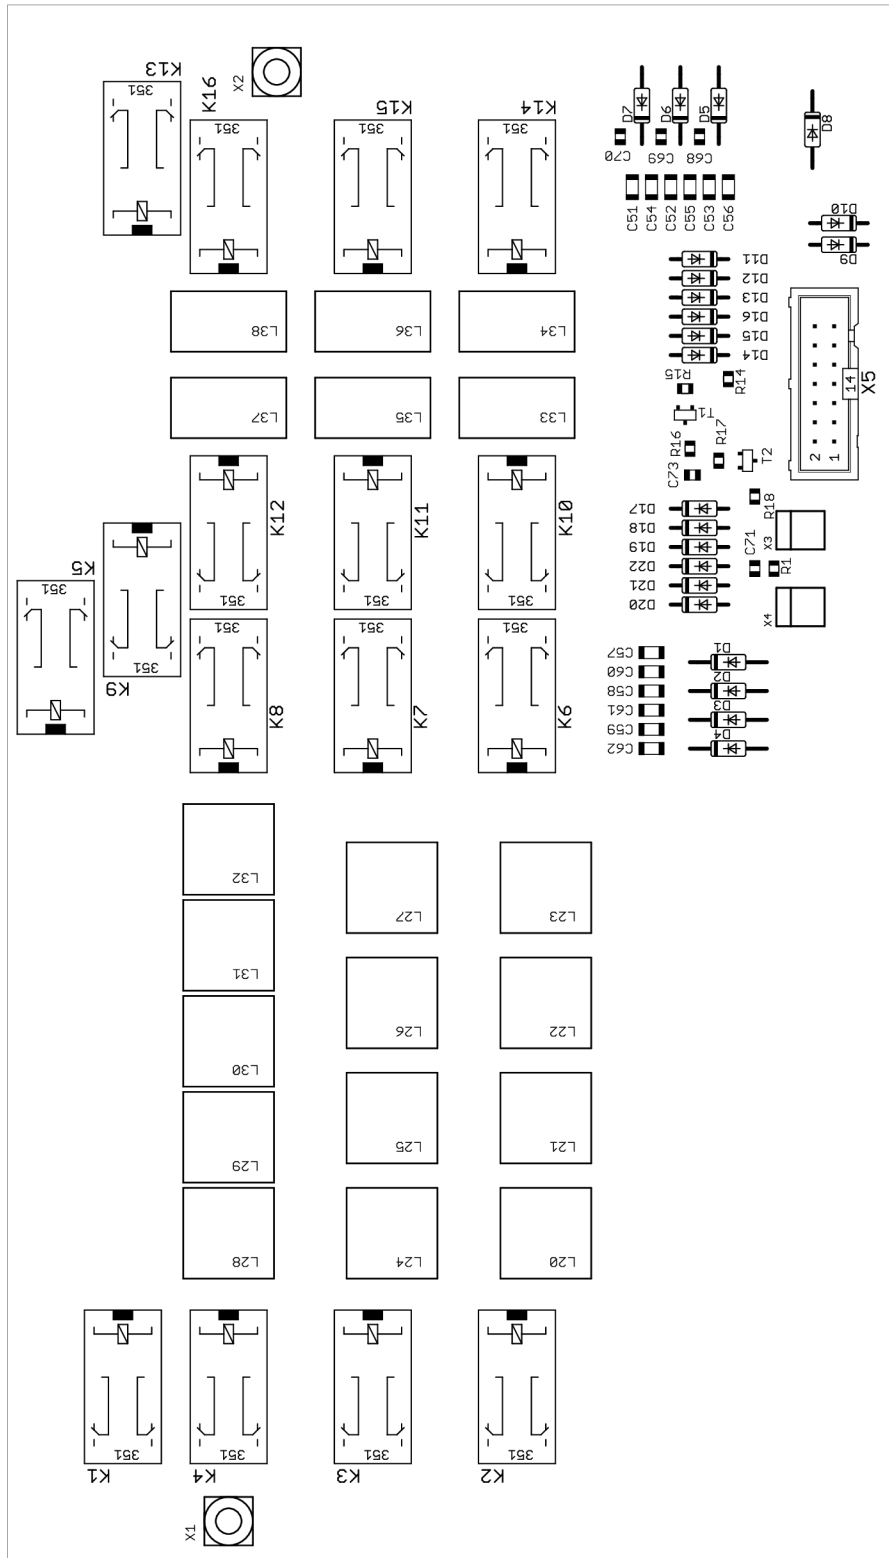 K13
351
K16
X2
351
K15
351
K14
351
D7
D6
D5
D8
C70
C69
C68
C51
C54
C52
C55
C53
C56
D10
D9
D11
D12
D13
D16
D15
D14
L38
L36
L34
R15
R14
14
X5
L37
L35
L33
T1
R16
R17
C73
T2
2
1
K12
K11
K10
D17
D18
D19
D22
D21
D20
R18
X3
C71
R1
X4
K5
351
351
351
351
351
K9
351
351
351
K8
K7
K6
C57
C60
C58
C61
C59
C62
D1
D2
D3
D4
L32
L27
L23
L31
L26
L22
L30
L25
L21
L29
L28
L24
L20
351
351
351
351
K1
K4
K3
K2
X1